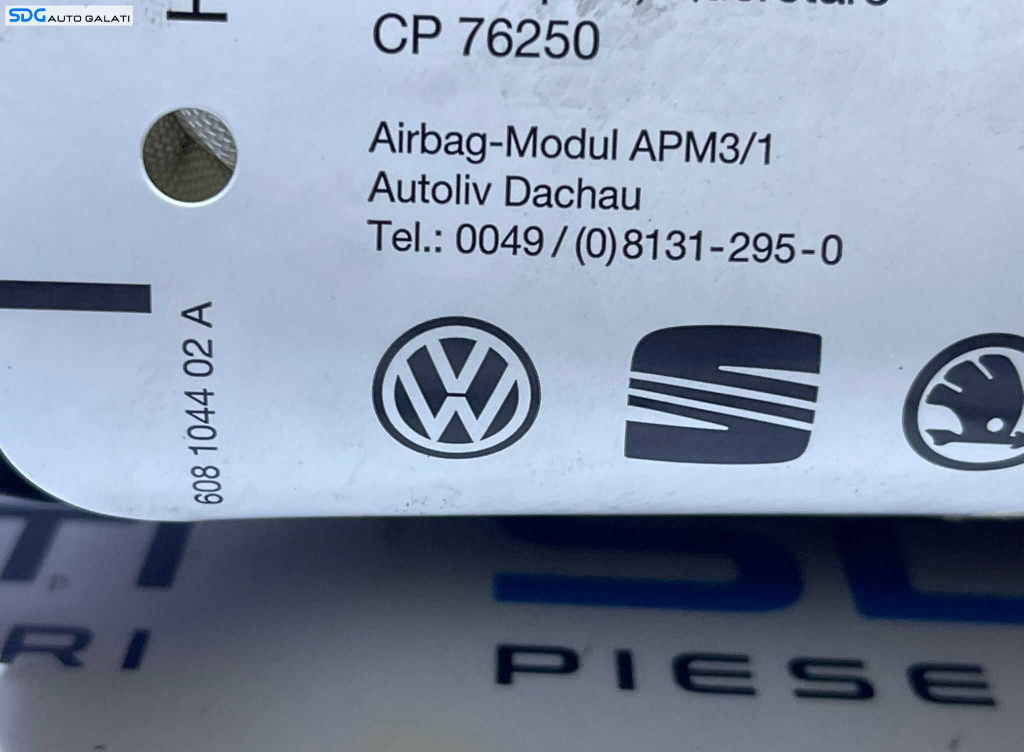 SDG AUTO GALATI
CP 76250
Airbag-Modul APM3/1
Autoliv Dachau
Tel.: 0049/(0)8131-295-0
608 1044 02 A
PIESE